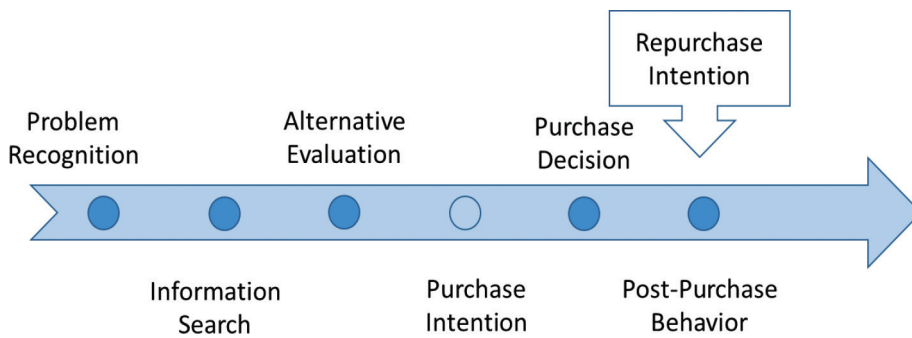 Problem
Recognition
Information
Search
Alternative
Evaluation
Purchase
Intention
Purchase
Decision
Repurchase
Intention
Post-Purchase
Behavior